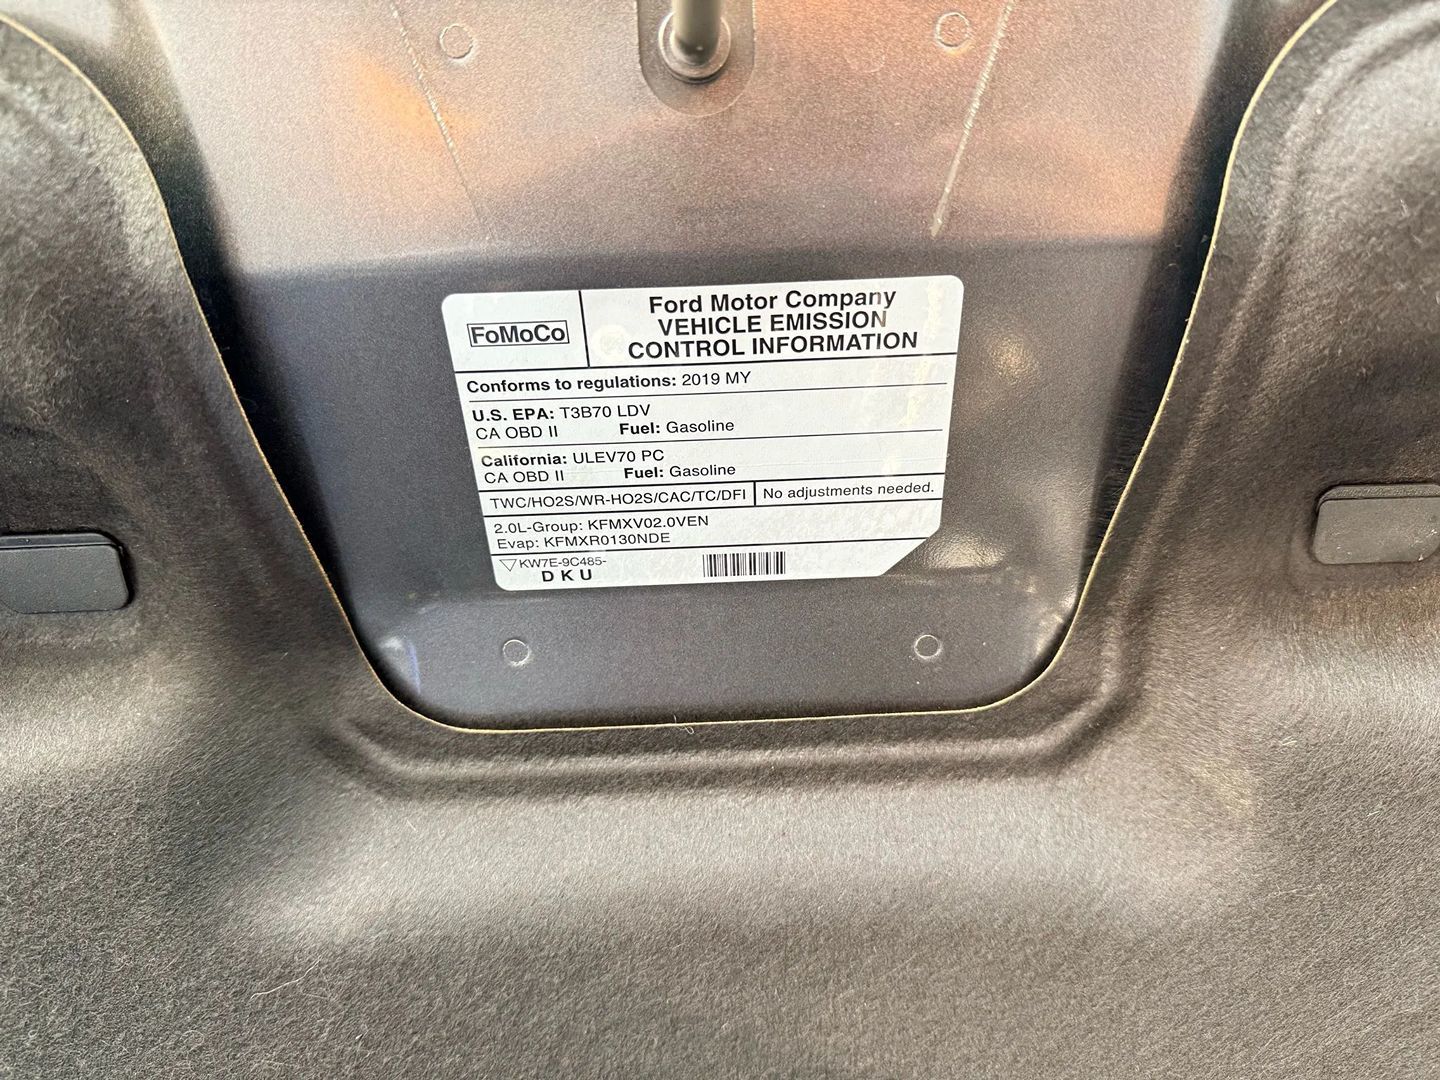 FoMoCo
Ford Motor Company
VEHICLE EMISSION
CONTROL INFORMATION
Conforms to regulations: 2019 MY
U.S. EPA: T3B70 LDV
CA OBD II Fuel: Gasoline
California: ULEV70 PC
CA OBD II Fuel: Gasoline
TWC/HO2S/WR-HO2S/CAC/TC/DFI No adjustments needed.
2.0L-Group: KFMXV02.0VEN
Evap: KFMXR0130NDE
KW7E-9C485-
DKU